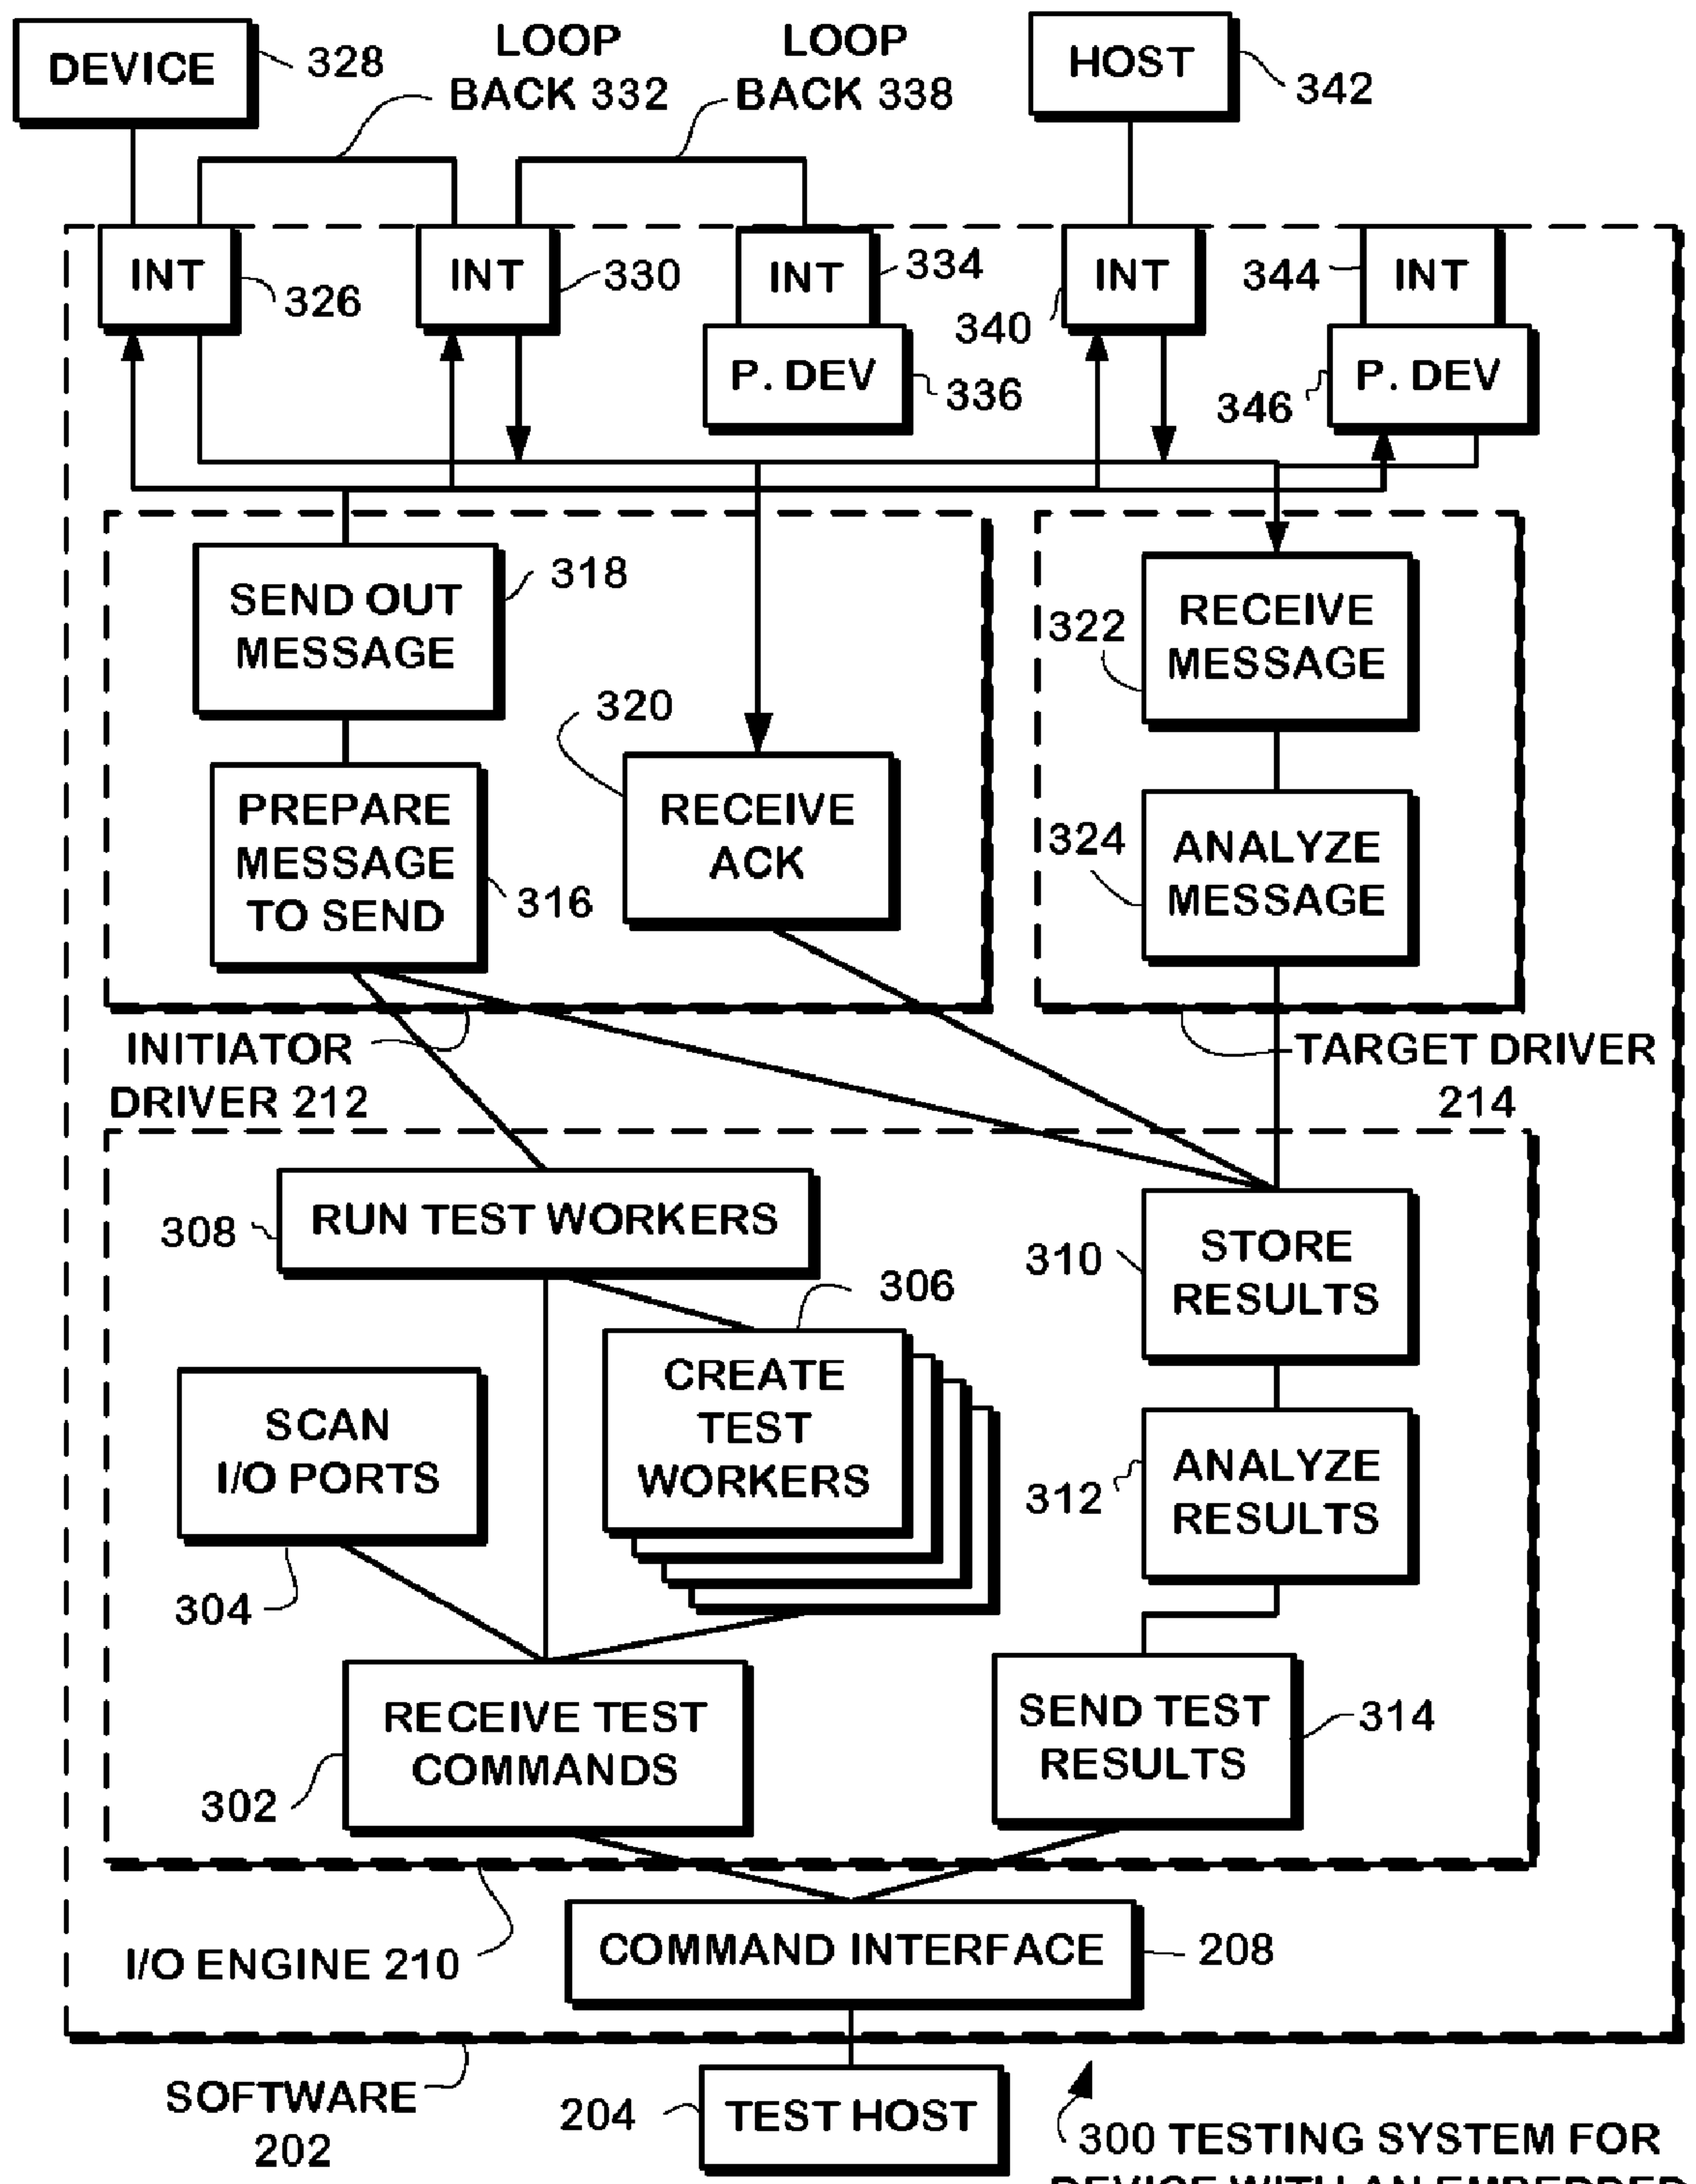 DEVICE
328
LOOP
BACK 332
LOOP
BACK 338
HOST
342
INT
326
INT
330
INT
334
INT
340
344
INT
P. DEV
336
346
P. DEV
SEND OUT
MESSAGE
318
322
RECEIVE
MESSAGE
320
PREPARE
MESSAGE
TO SEND
316
RECEIVE
ACK
324
ANALYZE
MESSAGE
INITIATOR
DRIVER 212
TARGET DRIVER
214
308
RUN TEST WORKERS
306
310
STORE
RESULTS
SCAN
I/O PORTS
304
CREATE
TEST
WORKERS
312
ANALYZE
RESULTS
RECEIVE TEST
COMMANDS
302
SEND TEST
RESULTS
314
I/O ENGINE 210
COMMAND INTERFACE
208
SOFTWARE
202
204
TEST HOST
300 TESTING SYSTEM FOR
DEVICE WITH AN EMBEDDED